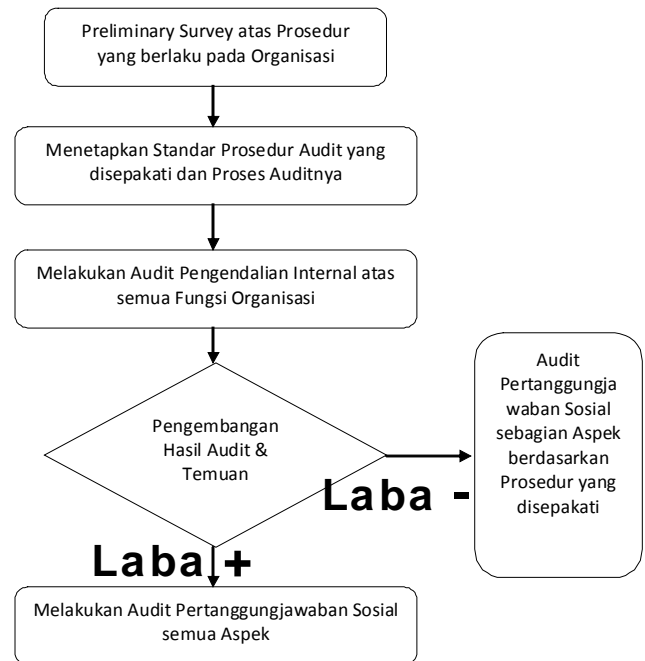 Preliminary Survey atas Prosedur
yang berlaku pada Organisasi
Menetapkan Standar Prosedur Audit yang
disepakati dan Proses Auditnya
Melakukan Audit Pengendalian Internal atas
semua Fungsi Organisasi
Pengembangan
Hasil Audit &
Temuan
Audit
Pertanggungja
waban Sosial
sebagian Aspek
berdasarkan
Prosedur yang
disepakati
Laba -
Laba +
Melakukan Audit Pertanggungjawaban Sosial
semua Aspek